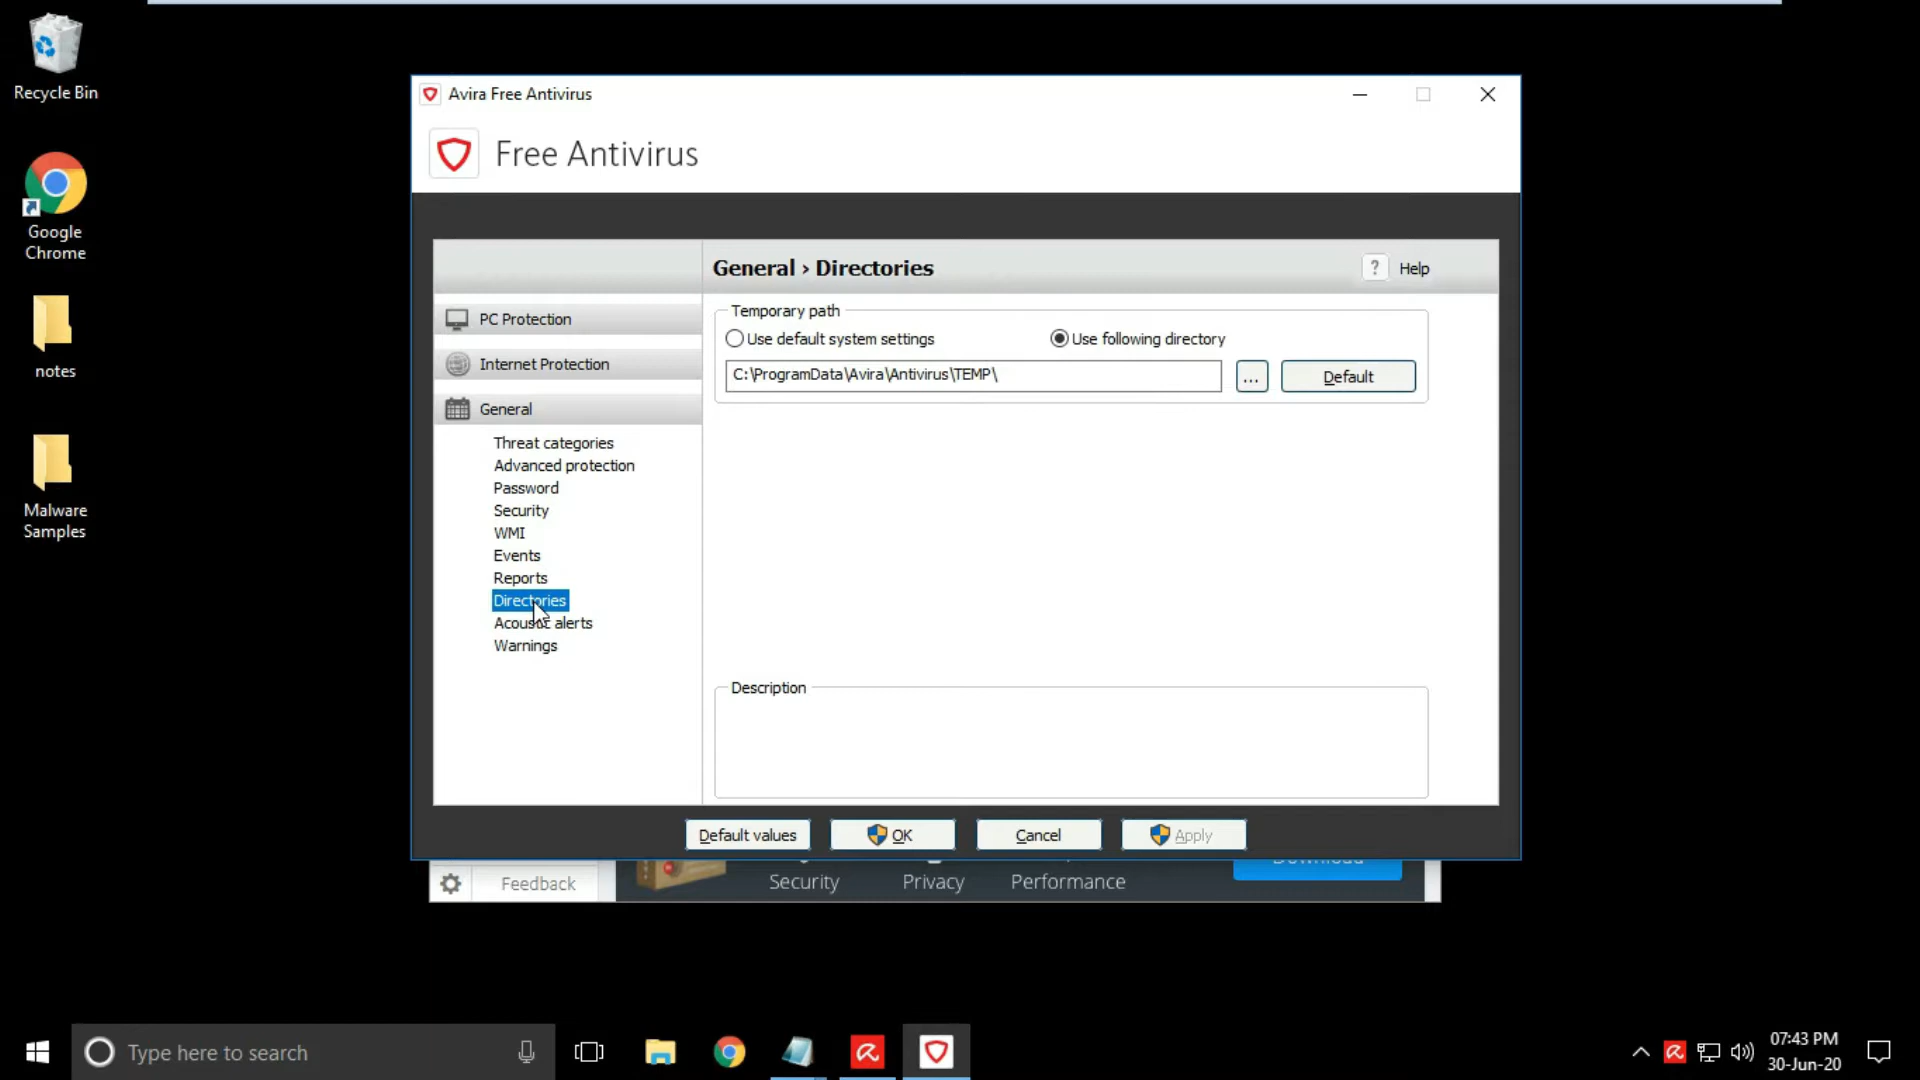 Recycle Bin
Google
Chrome
notes
Malware
Samples
Avira Free Antivirus
Free Antivirus
PC Protection
Internet Protection
General
Threat categories
Advanced protection
Password
Security
WMI
Events
Reports
Directories
Acoustic alerts
Warnings
General › Directories
? Help
Temporary path
Use default system settings
Use following directory
C:\ProgramData\Avira\Antivirus\TEMP\
...
Default
Description
Default values
OK
Cancel
Apply
Feedback
Security
Privacy
Performance
Download
Type here to search
07:43 PM
30-Jun-20